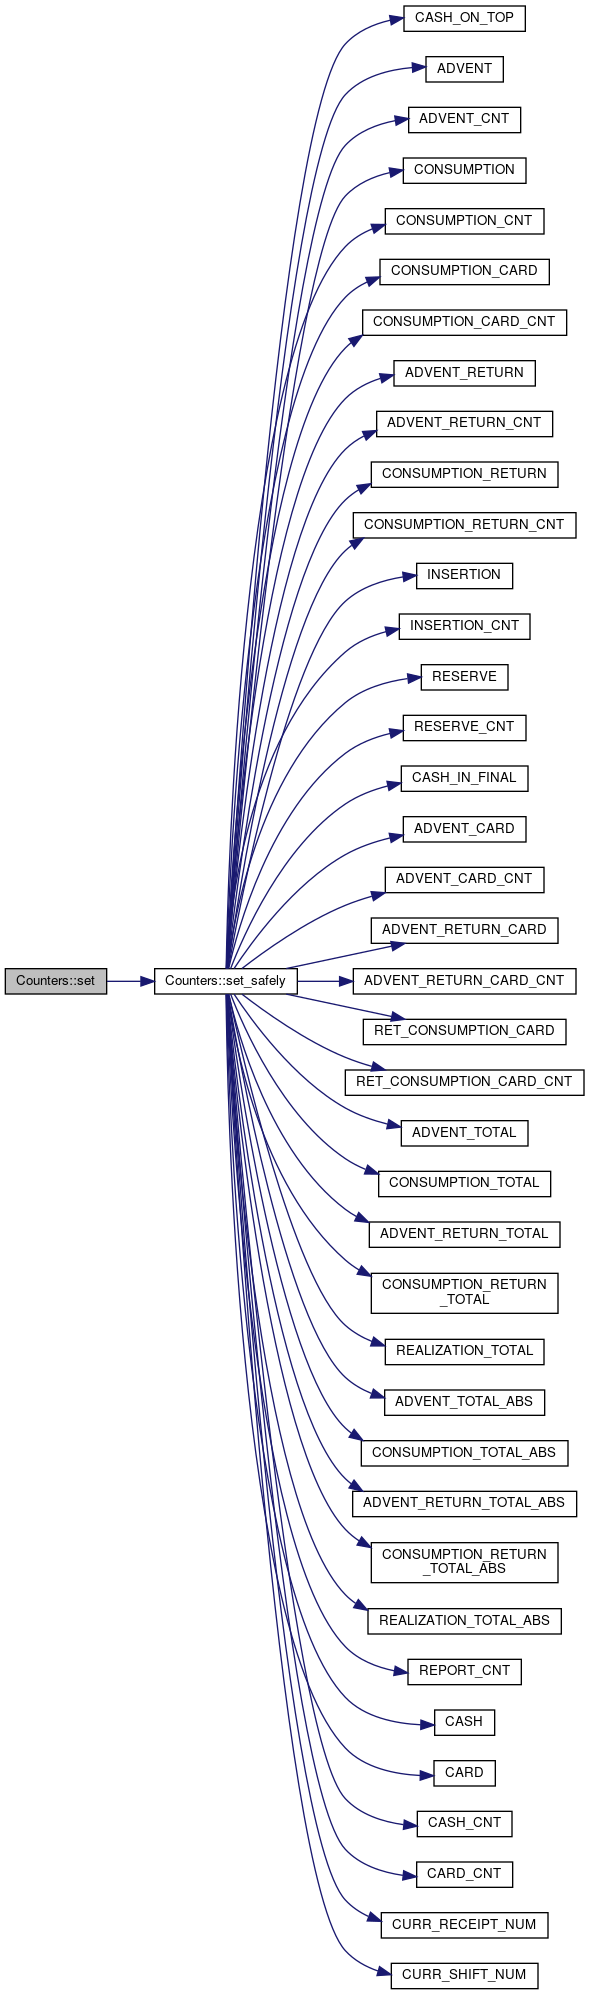 CASH_ON_TOP
ADVENT
ADVENT_CNT
CONSUMPTION
CONSUMPTION_CNT
CONSUMPTION_CARD
CONSUMPTION_CARD_CNT
ADVENT_RETURN
ADVENT_RETURN_CNT
CONSUMPTION_RETURN
CONSUMPTION_RETURN_CNT
INSERTION
INSERTION_CNT
RESERVE
RESERVE_CNT
CASH_IN_FINAL
ADVENT_CARD
ADVENT_CARD_CNT
ADVENT_RETURN_CARD
Counters::set
Counters::set_safely
ADVENT_RETURN_CARD_CNT
RET_CONSUMPTION_CARD
RET_CONSUMPTION_CARD_CNT
ADVENT_TOTAL
CONSUMPTION_TOTAL
ADVENT_RETURN_TOTAL
CONSUMPTION_RETURN
_TOTAL
REALIZATION_TOTAL
ADVENT_TOTAL_ABS
CONSUMPTION_TOTAL_ABS
ADVENT_RETURN_TOTAL_ABS
CONSUMPTION_RETURN
_TOTAL_ABS
REALIZATION_TOTAL_ABS
REPORT_CNT
CASH
CARD
CASH_CNT
CARD_CNT
CURR_RECEIPT_NUM
CURR_SHIFT_NUM